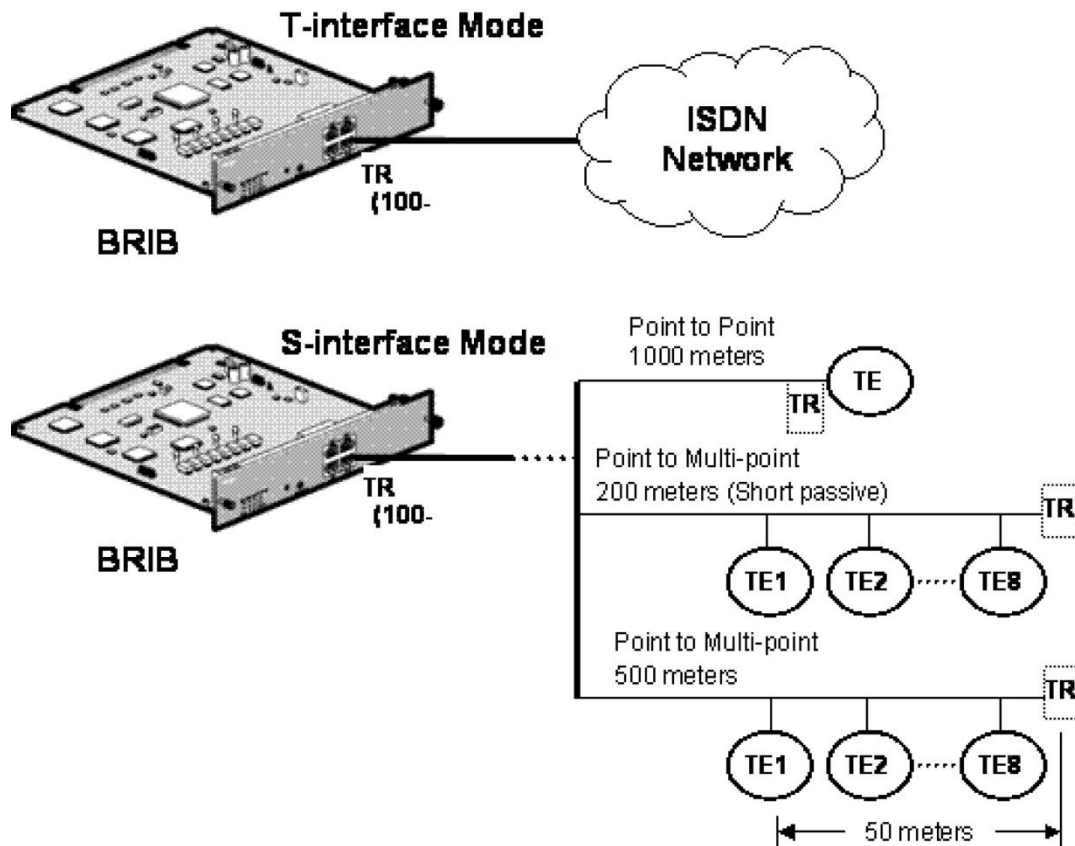 T-interface Mode
ISDN
Network
TR
(100-
BRIB
S-interface Mode
Point to Point
1000 meters
TE
TR
Point to Multi-point
200 meters (Short passive)
TR
TE1 TE2 TE8
TR
(100-
BRIB
Point to Multi-point
500 meters
TR
TE1 TE2 TE8
50 meters